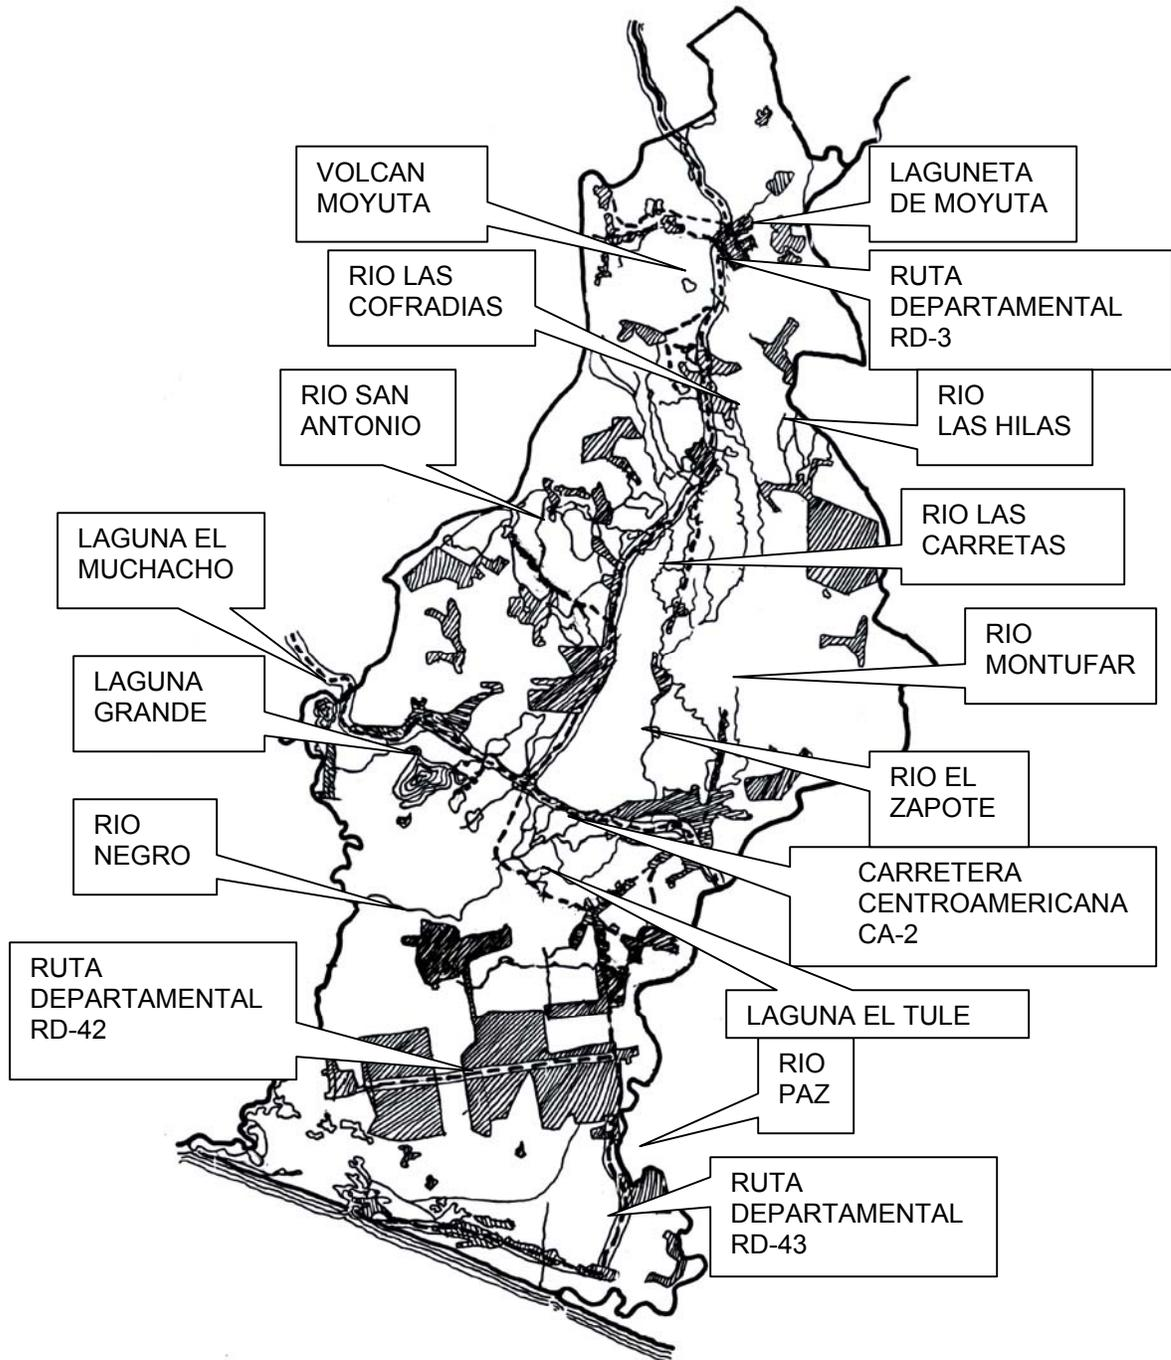 VOLCAN
MOYUTA
LAGUNETA
DE MOYUTA
RIO LAS
COFRADIAS
RUTA
DEPARTAMENTAL
RD-3
RIO SAN
ANTONIO
RIO
LAS HILAS
RIO LAS
CARRETAS
LAGUNA EL
MUCHACHO
RIO
MONTUFAR
LAGUNA
GRANDE
RIO EL
ZAPOTE
RIO
NEGRO
CARRETERA
CENTROAMERICANA
CA-2
RUTA
DEPARTAMENTAL
RD-42
LAGUNA EL TULE
RIO
PAZ
RUTA
DEPARTAMENTAL
RD-43